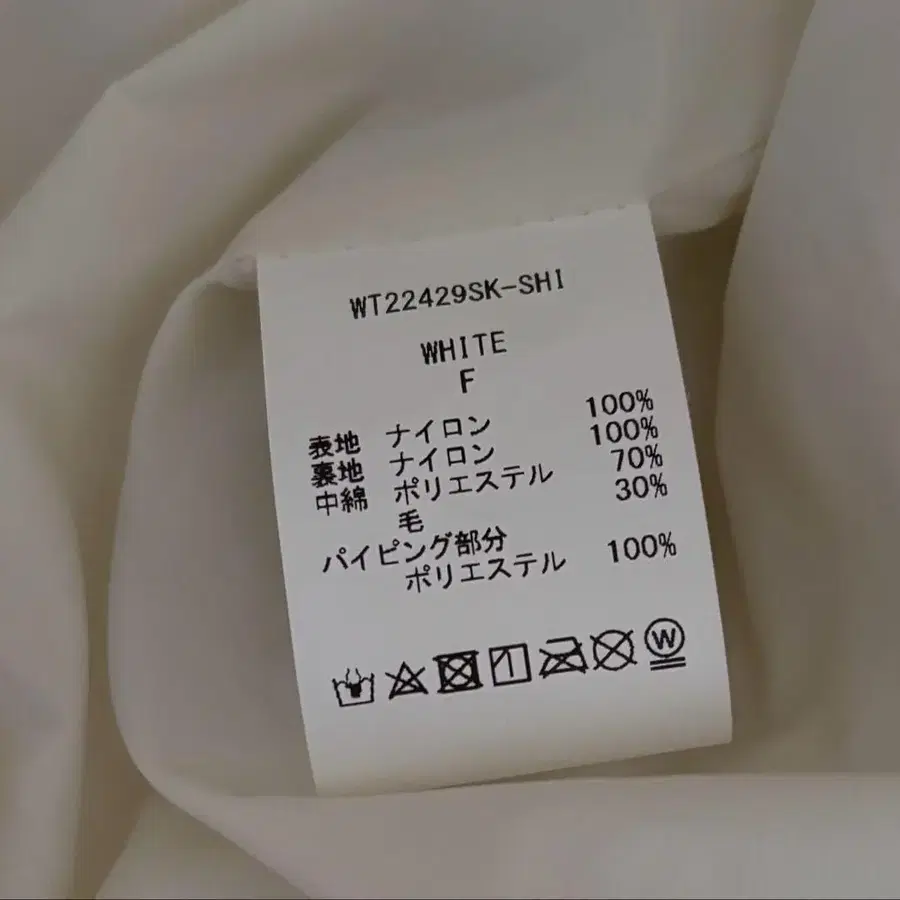 WT22429SK-SHI
WHITE
F
表地 ナイロン 100%
裏地 ナイロン 100%
中綿 ポリエステル 70%
毛 30%
パイピング部分
ポリエステル 100%
W